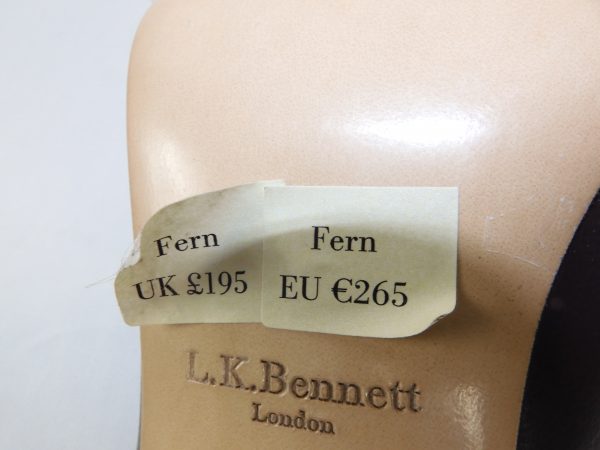 Fern
UK £195
Fern
EU €265
L.K.Bennett
London